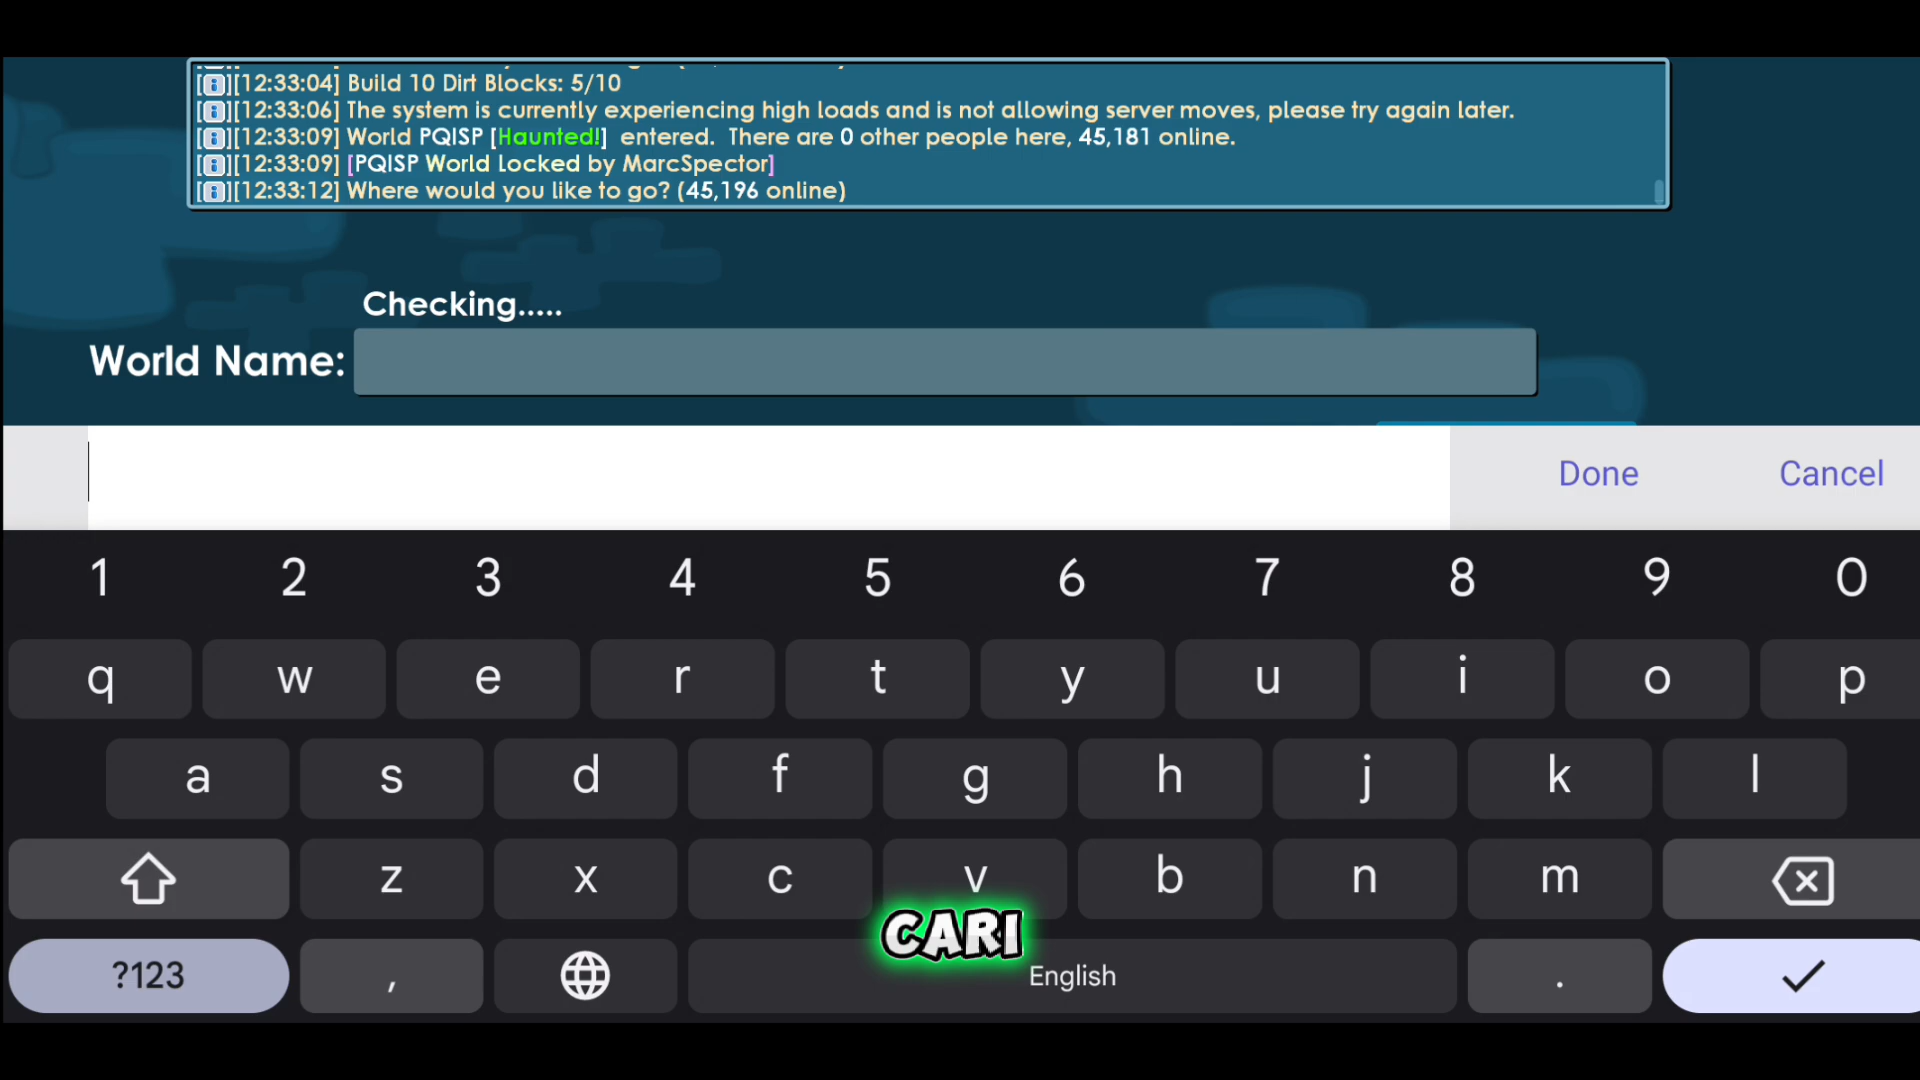 [i][12:33:04] Build 10 Dirt Blocks: 5/10
[i][12:33:06] The system is currently experiencing high loads and is not allowing server moves, please try again later.
[i][12:33:09] World PQISP [Haunted!]  entered.  There are 0 other people here, 45,181 online.
[i][12:33:09] [PQISP World Locked by MarcSpector]
[i][12:33:12] Where would you like to go? (45,196 online)
Checking.....
World Name:
Done Cancel
1 2 3 4 5 6 7 8 9 0
q w e r t y u i o p
a s d f g h j k l
z x c v b n m
CARI
?123 , English .